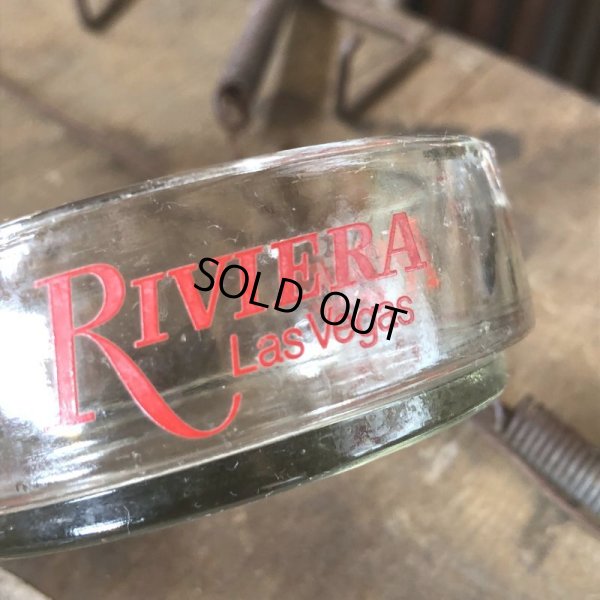 RIVIERA
Las Vegas
SOLD OUT